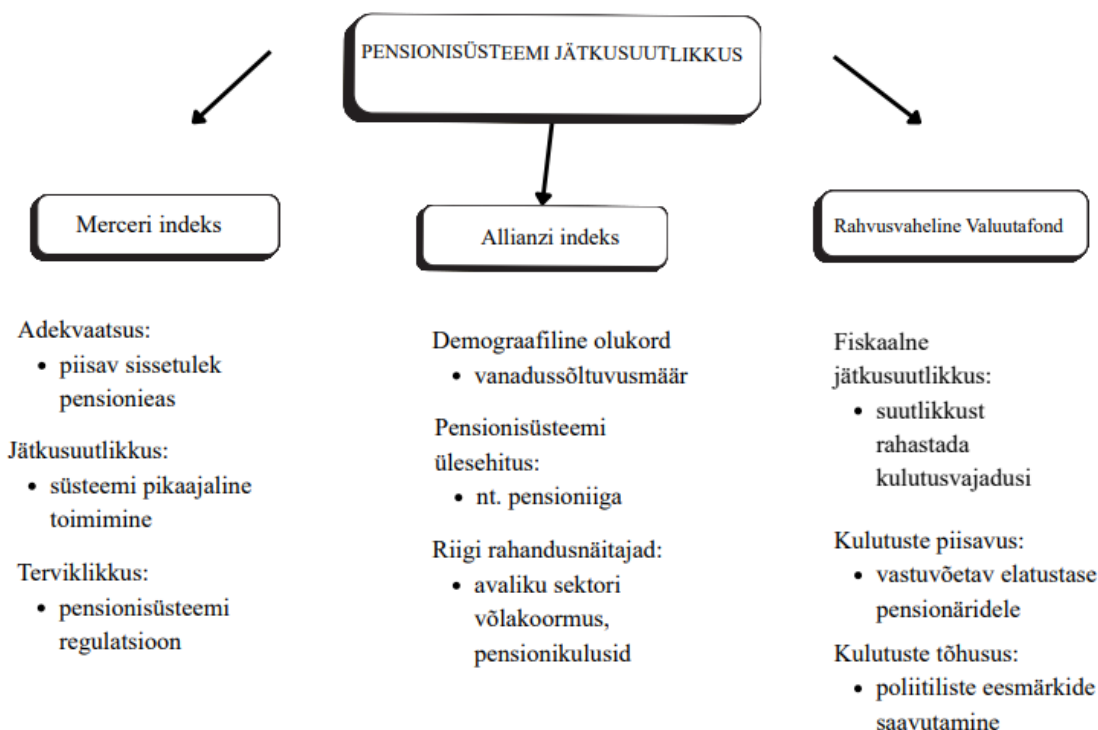 PENSIONISÜSTEEMI JÄTKUSUUTLIKKUS
Merceri indeks
Adekvaatsus:
• piisav sissetulek
pensionieas
Jätkusuutlikkus:
• süsteemi pikaajaline
toimimine
Terviklikkus:
• pensionisüsteemi
regulatsioon
Allianzi indeks
Demograafiline olukord
• vanadussõltuvusmäär
Pensionisüsteemi
ülesehitus:
• nt. pensioniiga
Riigi rahandusnäitajad:
• avaliku sektori
võlakoormus,
pensionikulusid
Rahvusvaheline Valuutafond
Fiskaalne
jätkusuutlikkus:
• suutlikkust
rahastada
kulutusvajadusi
Kulutuste piisavus:
• vastuvõetav elatustase
pensionäridele
Kulutuste tõhusus:
• poliitiliste eesmärkide
saavutamine